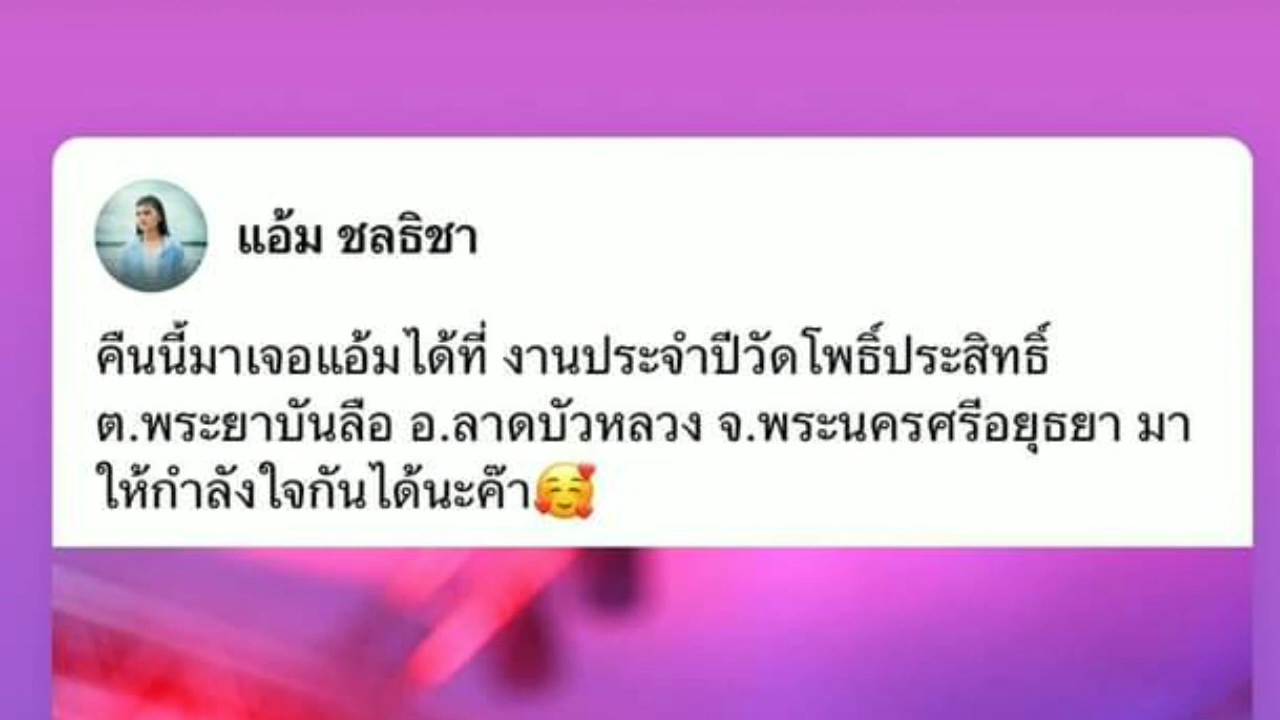 แอ้ม ชลธิชา
คืนนี้มาเจอแอ้มได้ที่ งานประจำปีวัดโพธิ์ประสิทธิ์
ต.พระยาบันลือ อ.ลาดบัวหลวง จ.พระนครศรีอยุธยา มา
ให้กำลังใจกันได้นะค๊า🥰